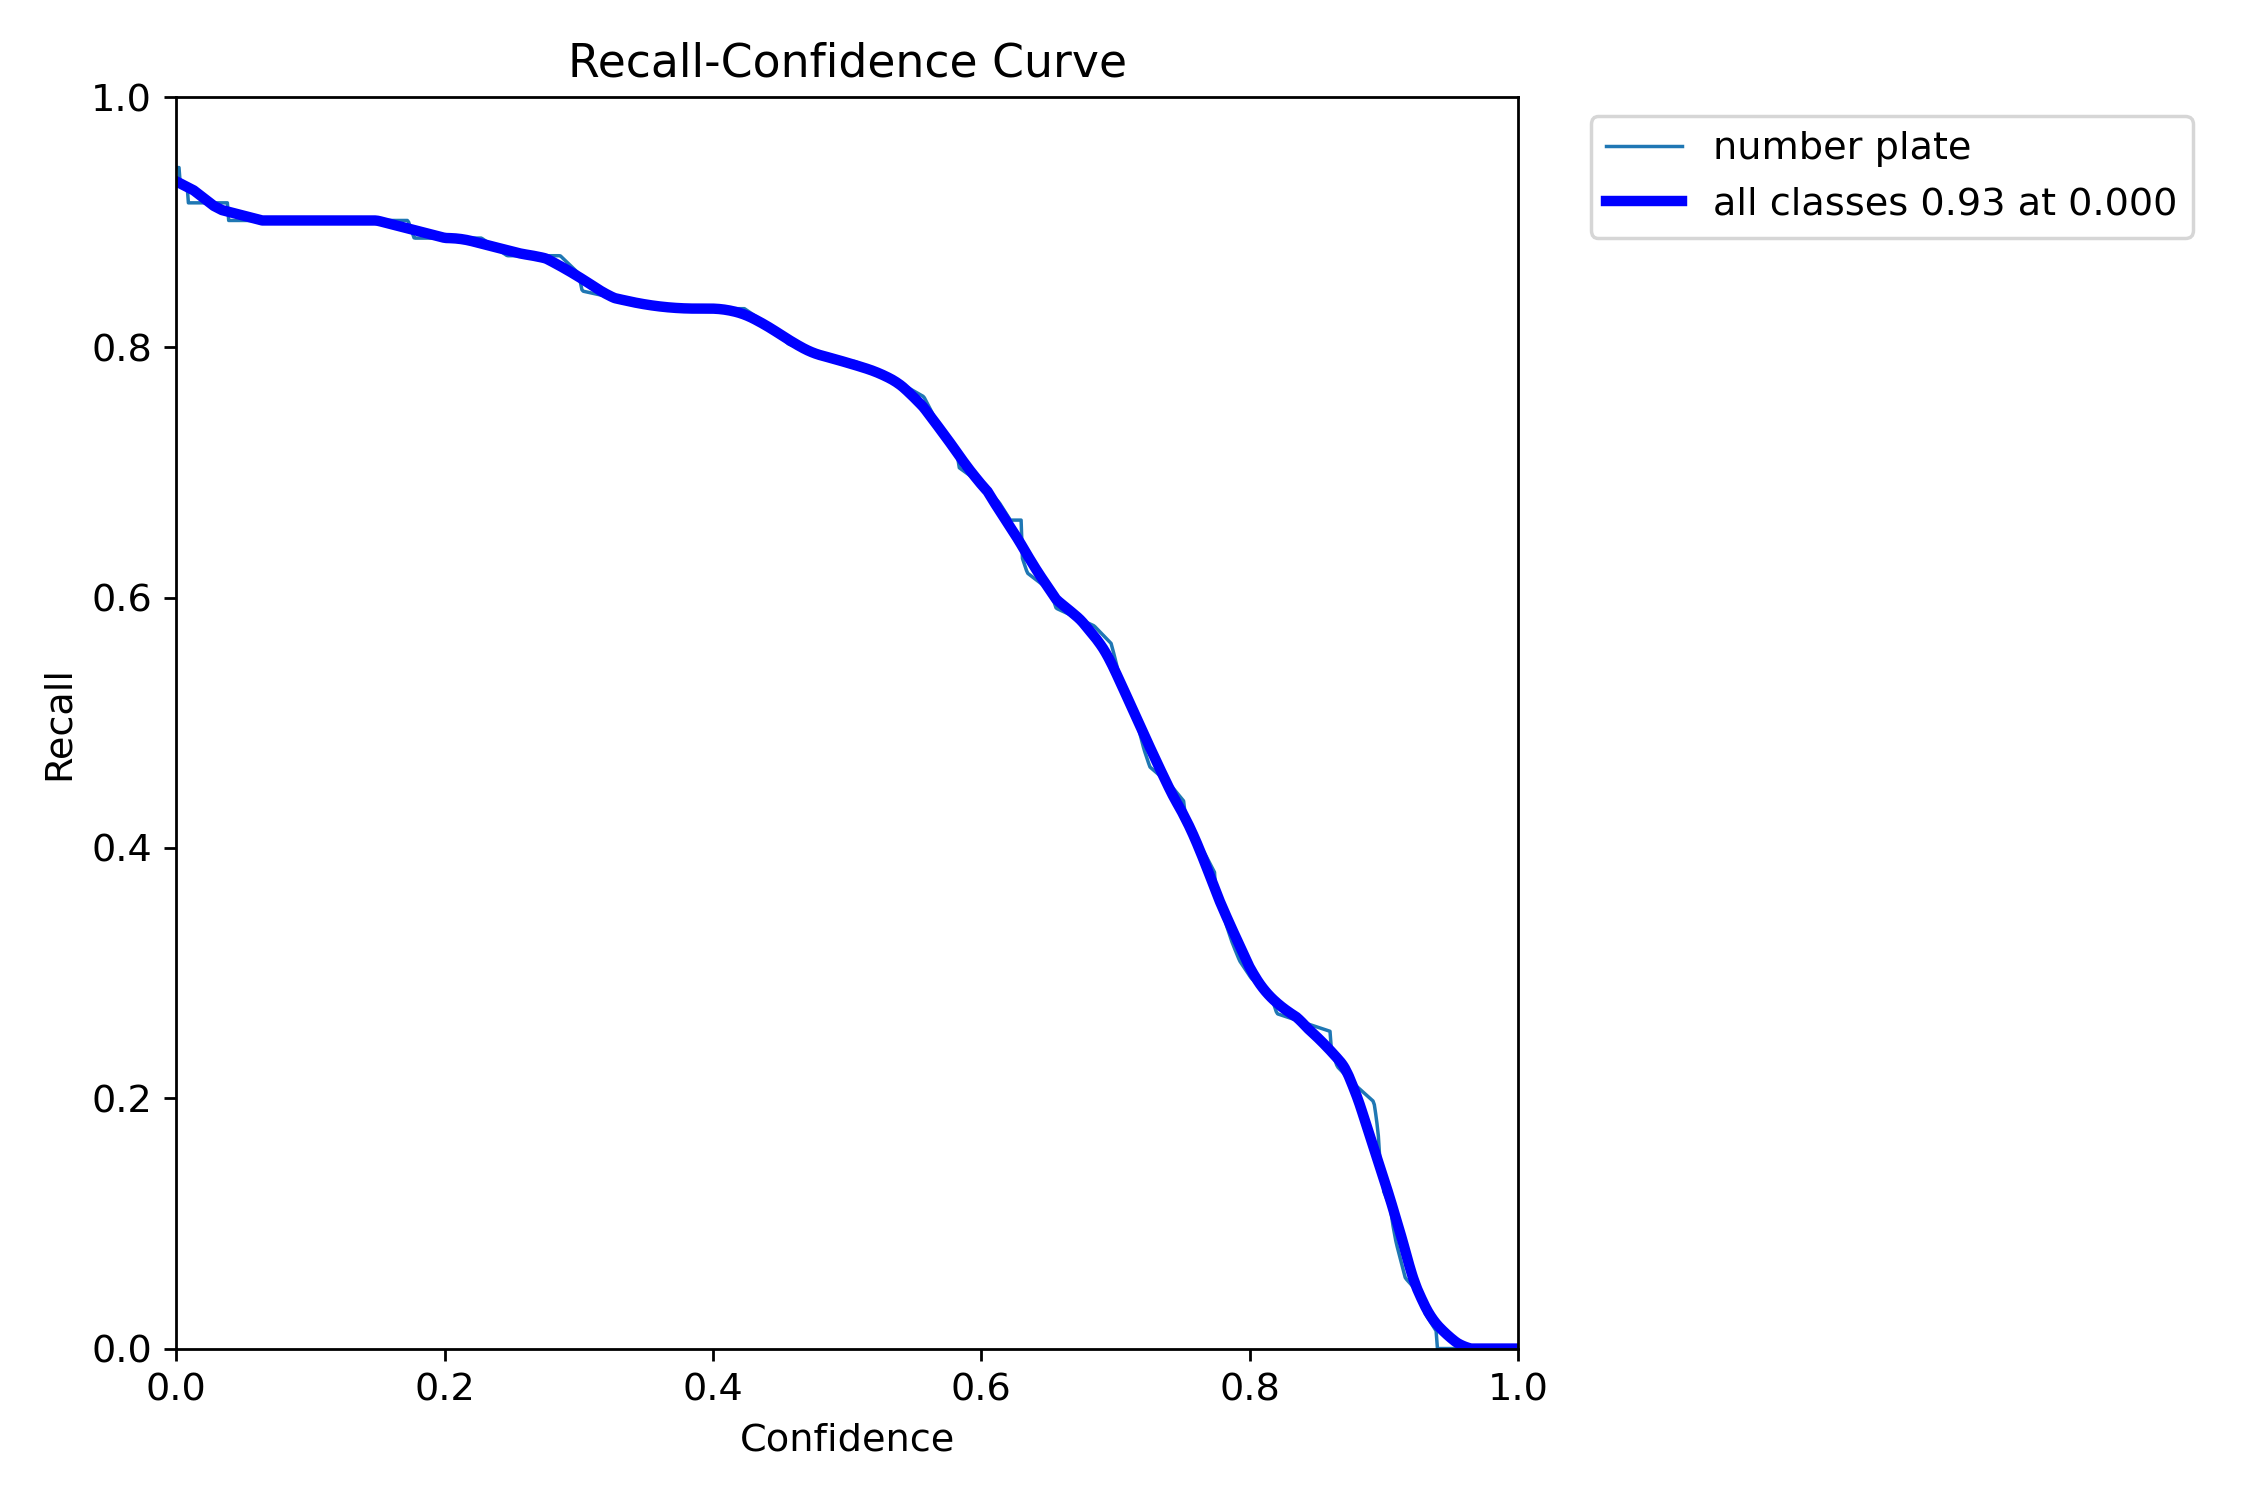 Recall-Confidence Curve
1.0
0.8
0.6
0.4
0.2
0.0
Recall
0.0 0.2 0.4 0.6 0.8 1.0
Confidence
number plate
all classes 0.93 at 0.000